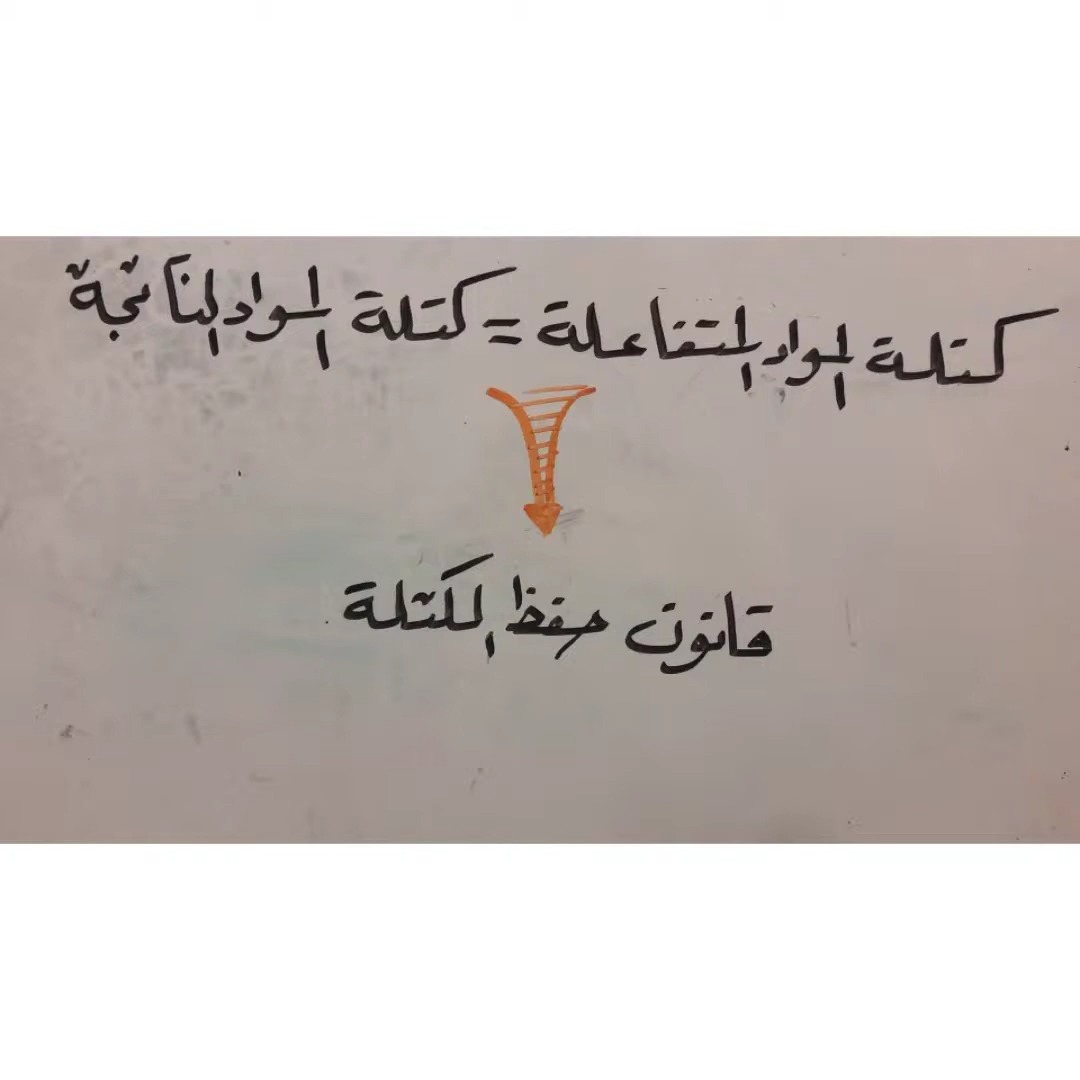 كتلة المواد المتفاعلة = كتلة المواد الناتجة
قانون حفظ الكتلة